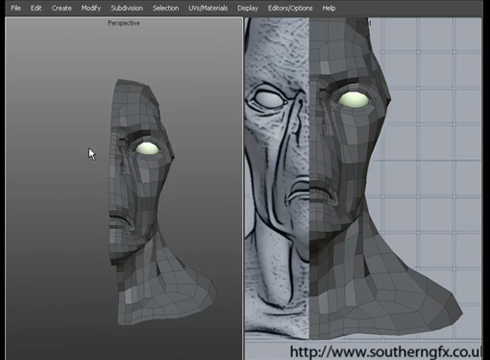 File Edit Create Modify Subdivision Selection UVs/Materials Display Editors/Options Help
Perspective
http://www.southerngfx.co.u